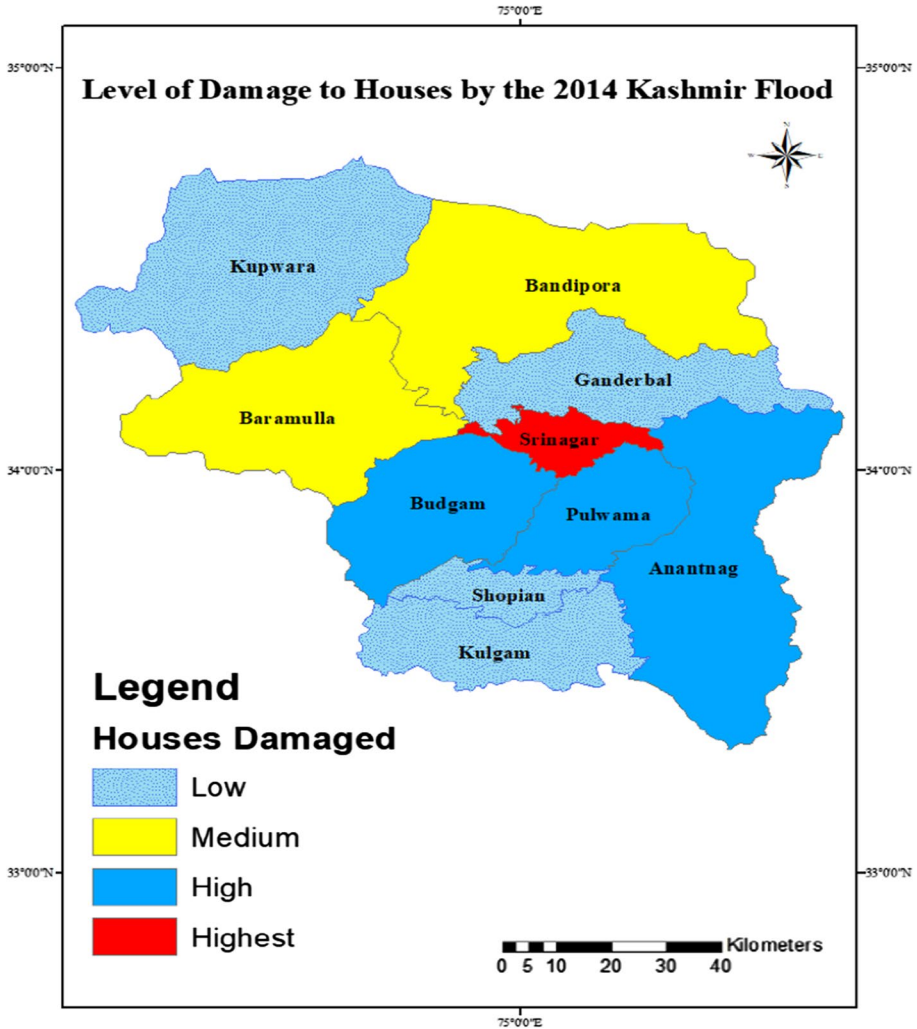 75°0'0"E
35°0'0"N
35°0'0"N
Level of Damage to Houses by the 2014 Kashmir Flood
N
W
E
S
Kupwara
Bandipora
Ganderbal
Baramulla
Srinagar
34°0'0"N
34°0'0"N
Budgam
Pulwama
Anantnag
Shopian
Kulgam
Legend
Houses Damaged
Low
Medium
High
Highest
33°0'0"N
33°0'0"N
Kilometers
0 5 10 20 30 40
75°0'0"E